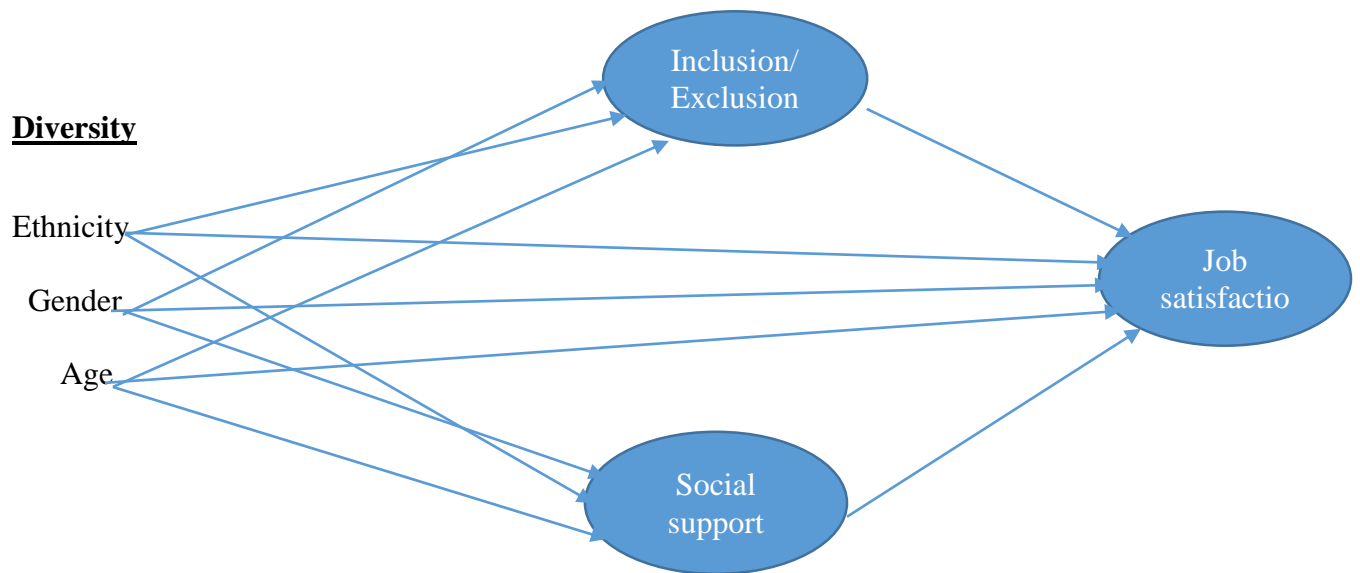 Inclusion/
Exclusion
Diversity
Ethnicity
Gender
Age
Job
satisfactio
Social
support